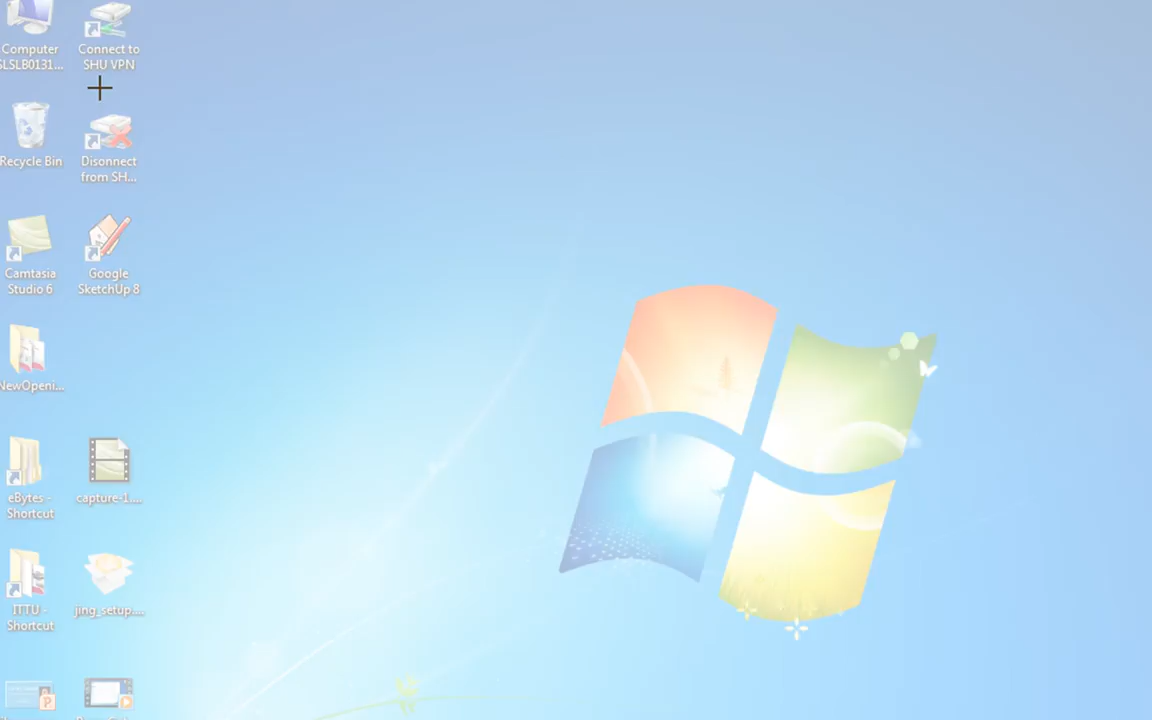 Computer
SLSLB0131...
Connect to
SHU VPN
Recycle Bin
Disonnect
from SH...
Camtasia
Studio 6
Google
SketchUp 8
NewOpeni...
eBytes -
Shortcut
capture-1....
ITTU -
Shortcut
jing_setup....